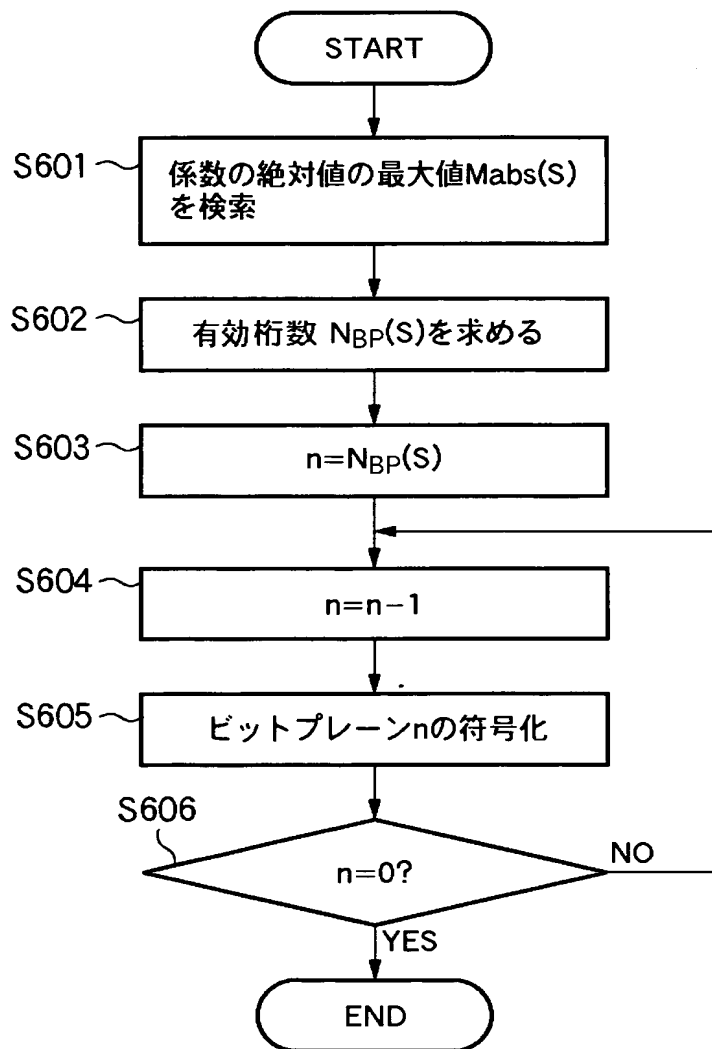 START
S601
係数の絶対値の最大値Mabs(S)
を検索
S602
有効桁数 NBP(S)を求める
S603
n=NBP(S)
S604
n=n-1
S605
ビットプレーンnの符号化
S606
n=0?
NO
YES
END